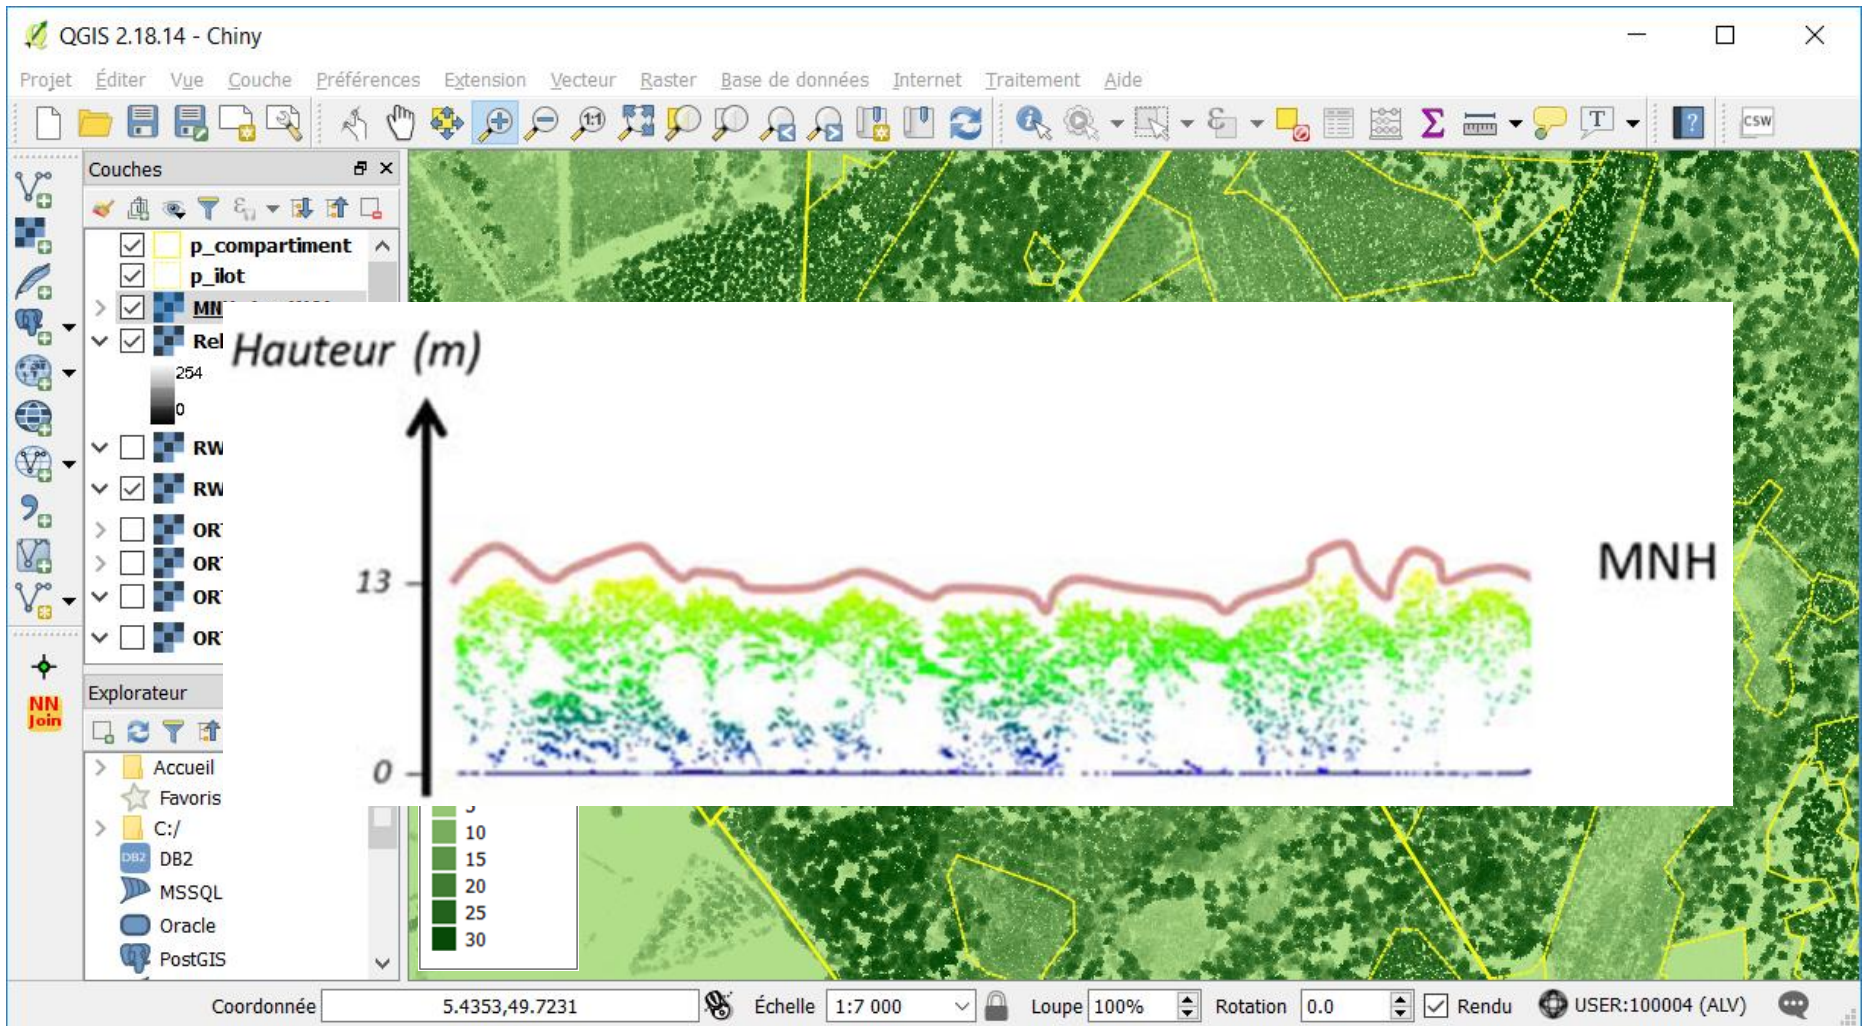 QGIS 2.18.14 - Chiny
Projet Éditer Vue Couche Préférences Extension Vecteur Raster Base de données Internet Traitement Aide
1:1
Σ
T
?
CSW
Couches
p_compartiment
p_ilot
MN
Rel
254
0
RW
RW
OR
OR
OR
OR
NN
Join
Explorateur
Accueil
Favoris
C:/
DB2
MSSQL
Oracle
PostGIS
Hauteur (m)
13
0
MNH
10
15
20
25
30
Coordonnée 5.4353,49.7231 Échelle 1:7 000 Loupe 100% Rotation 0.0 Rendu USER:100004 (ALV)